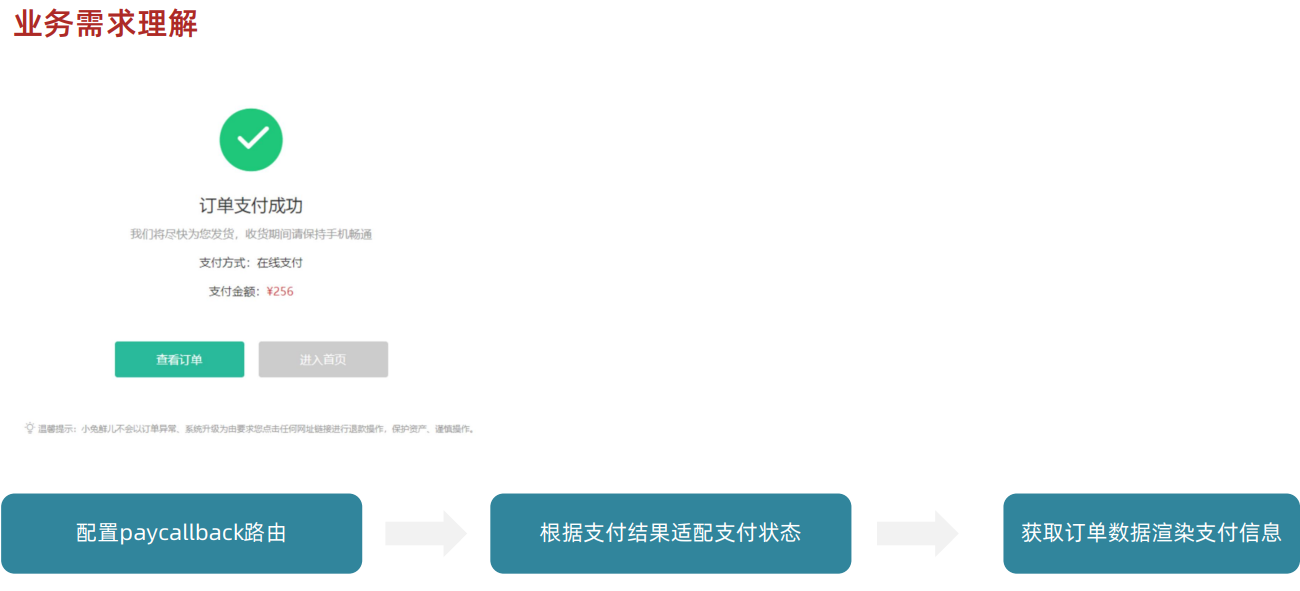 业务需求理解
订单支付成功
我们将尽快为您发货，收货期间请保持手机畅通
支付方式：在线支付
支付金额：¥256
查看订单
进入首页
温馨提示：小兔鲜儿不会以订单异常、系统升级为由要求您点击任何网址链接进行退款操作，保护资产、谨慎操作。
配置paycallback路由
根据支付结果适配支付状态
获取订单数据渲染支付信息